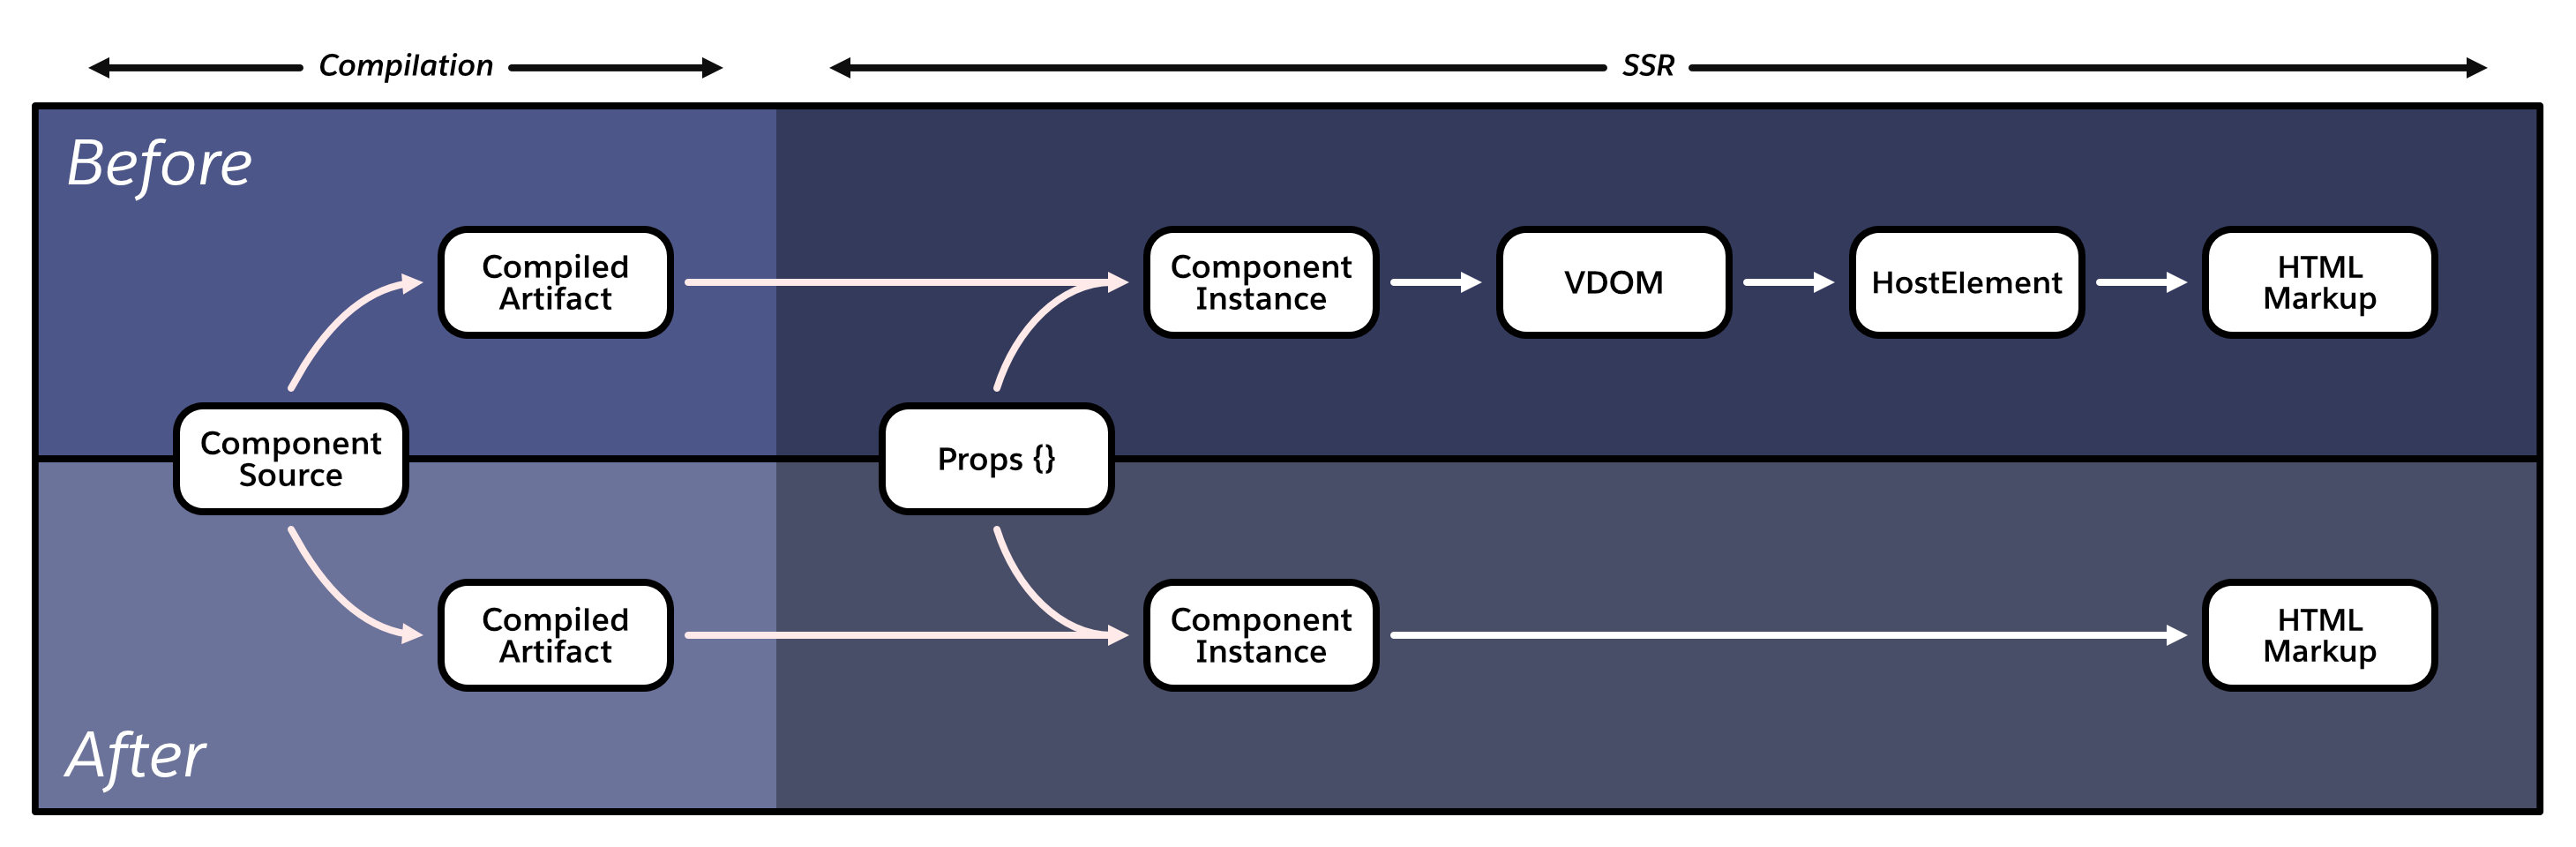 Compilation
SSR
Before
Compiled
Artifact
Component
Instance
VDOM
HostElement
HTML
Markup
Component
Source
Props {}
Compiled
Artifact
Component
Instance
HTML
Markup
After